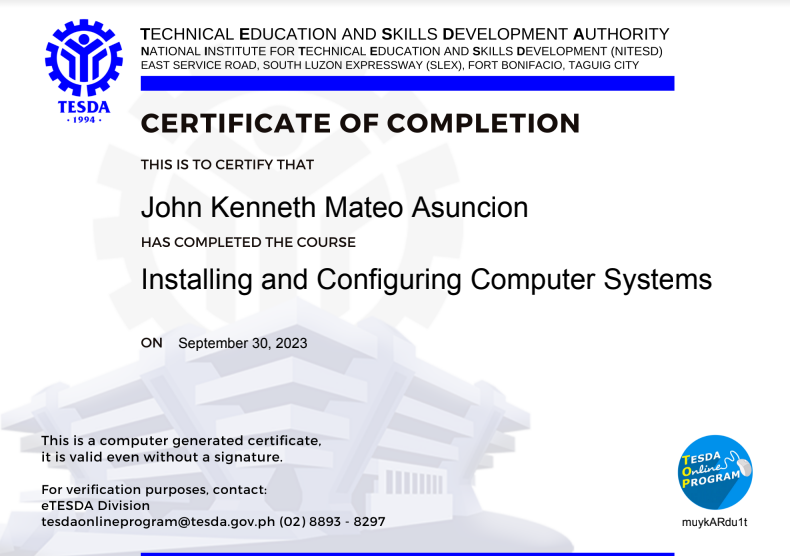 TECHNICAL EDUCATION AND SKILLS DEVELOPMENT AUTHORITY
NATIONAL INSTITUTE FOR TECHNICAL EDUCATION AND SKILLS DEVELOPMENT (NITESD)
EAST SERVICE ROAD, SOUTH LUZON EXPRESSWAY (SLEX), FORT BONIFACIO, TAGUIG CITY
TESDA
· 1994 ·
CERTIFICATE OF COMPLETION
THIS IS TO CERTIFY THAT
John Kenneth Mateo Asuncion
HAS COMPLETED THE COURSE
Installing and Configuring Computer Systems
ON September 30, 2023
This is a computer generated certificate,
it is valid even without a signature.
For verification purposes, contact:
eTESDA Division
tesdaonlineprogram@tesda.gov.ph (02) 8893 - 8297
TESDA
Online
PROGRAM
muykARdu1t